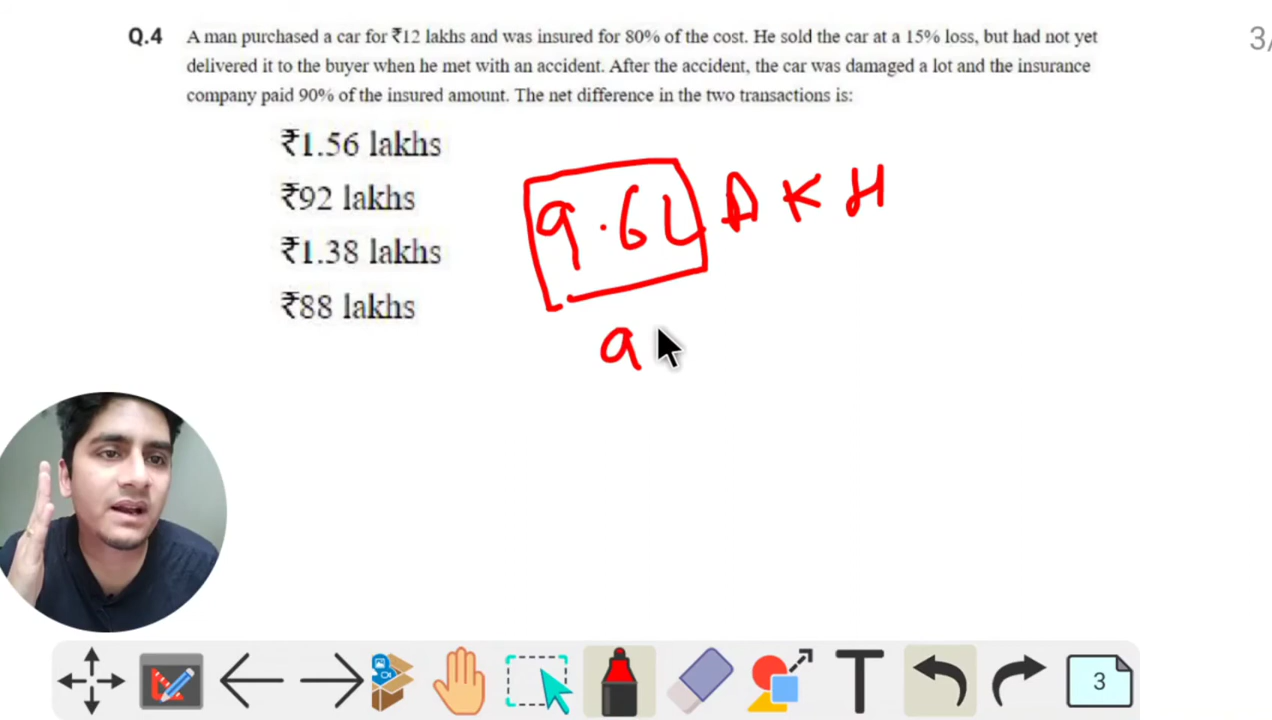 3/
Q.4 A man purchased a car for ₹12 lakhs and was insured for 80% of the cost. He sold the car at a 15% loss, but had not yet
delivered it to the buyer when he met with an accident. After the accident, the car was damaged a lot and the insurance
company paid 90% of the insured amount. The net difference in the two transactions is:
₹1.56 lakhs
₹92 lakhs
₹1.38 lakhs
₹88 lakhs
9.6LAKH
9
T
3